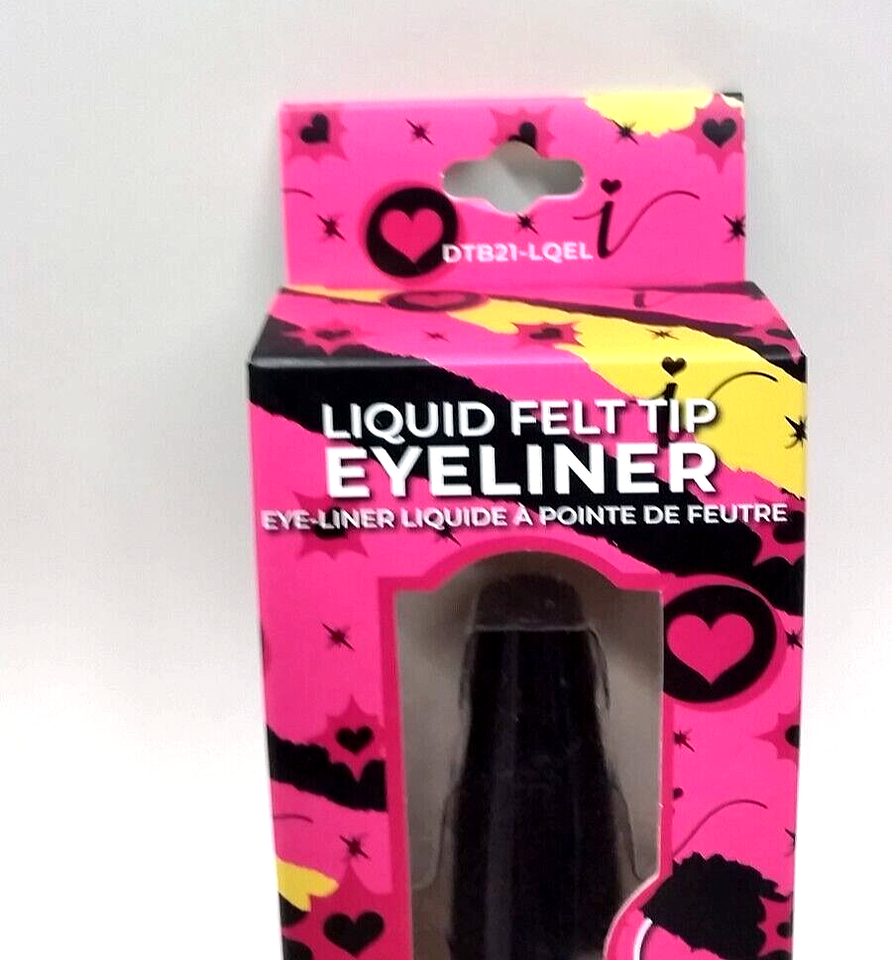 DTB21-LQEL
LIQUID FELT TIP
EYELINER
EYE-LINER LIQUIDE À POINTE DE FEUTRE